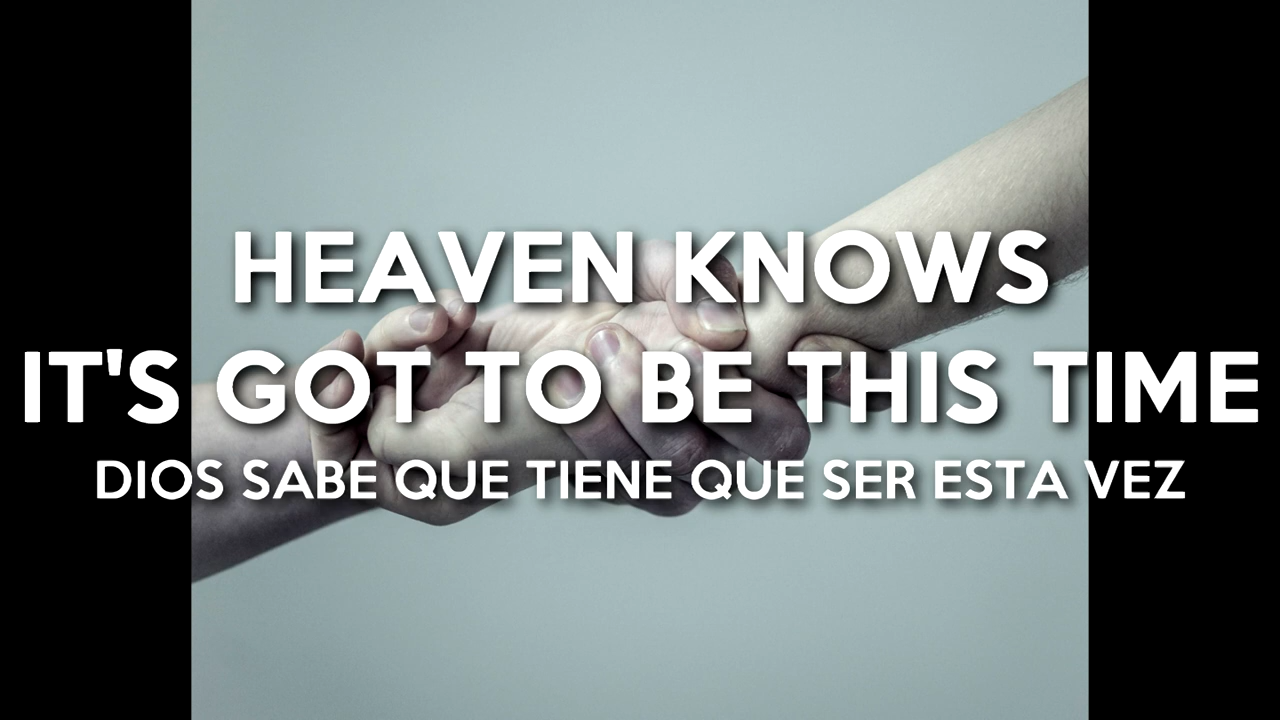 HEAVEN KNOWS
IT'S GOT TO BE THIS TIME
DIOS SABE QUE TIENE QUE SER ESTA VEZ